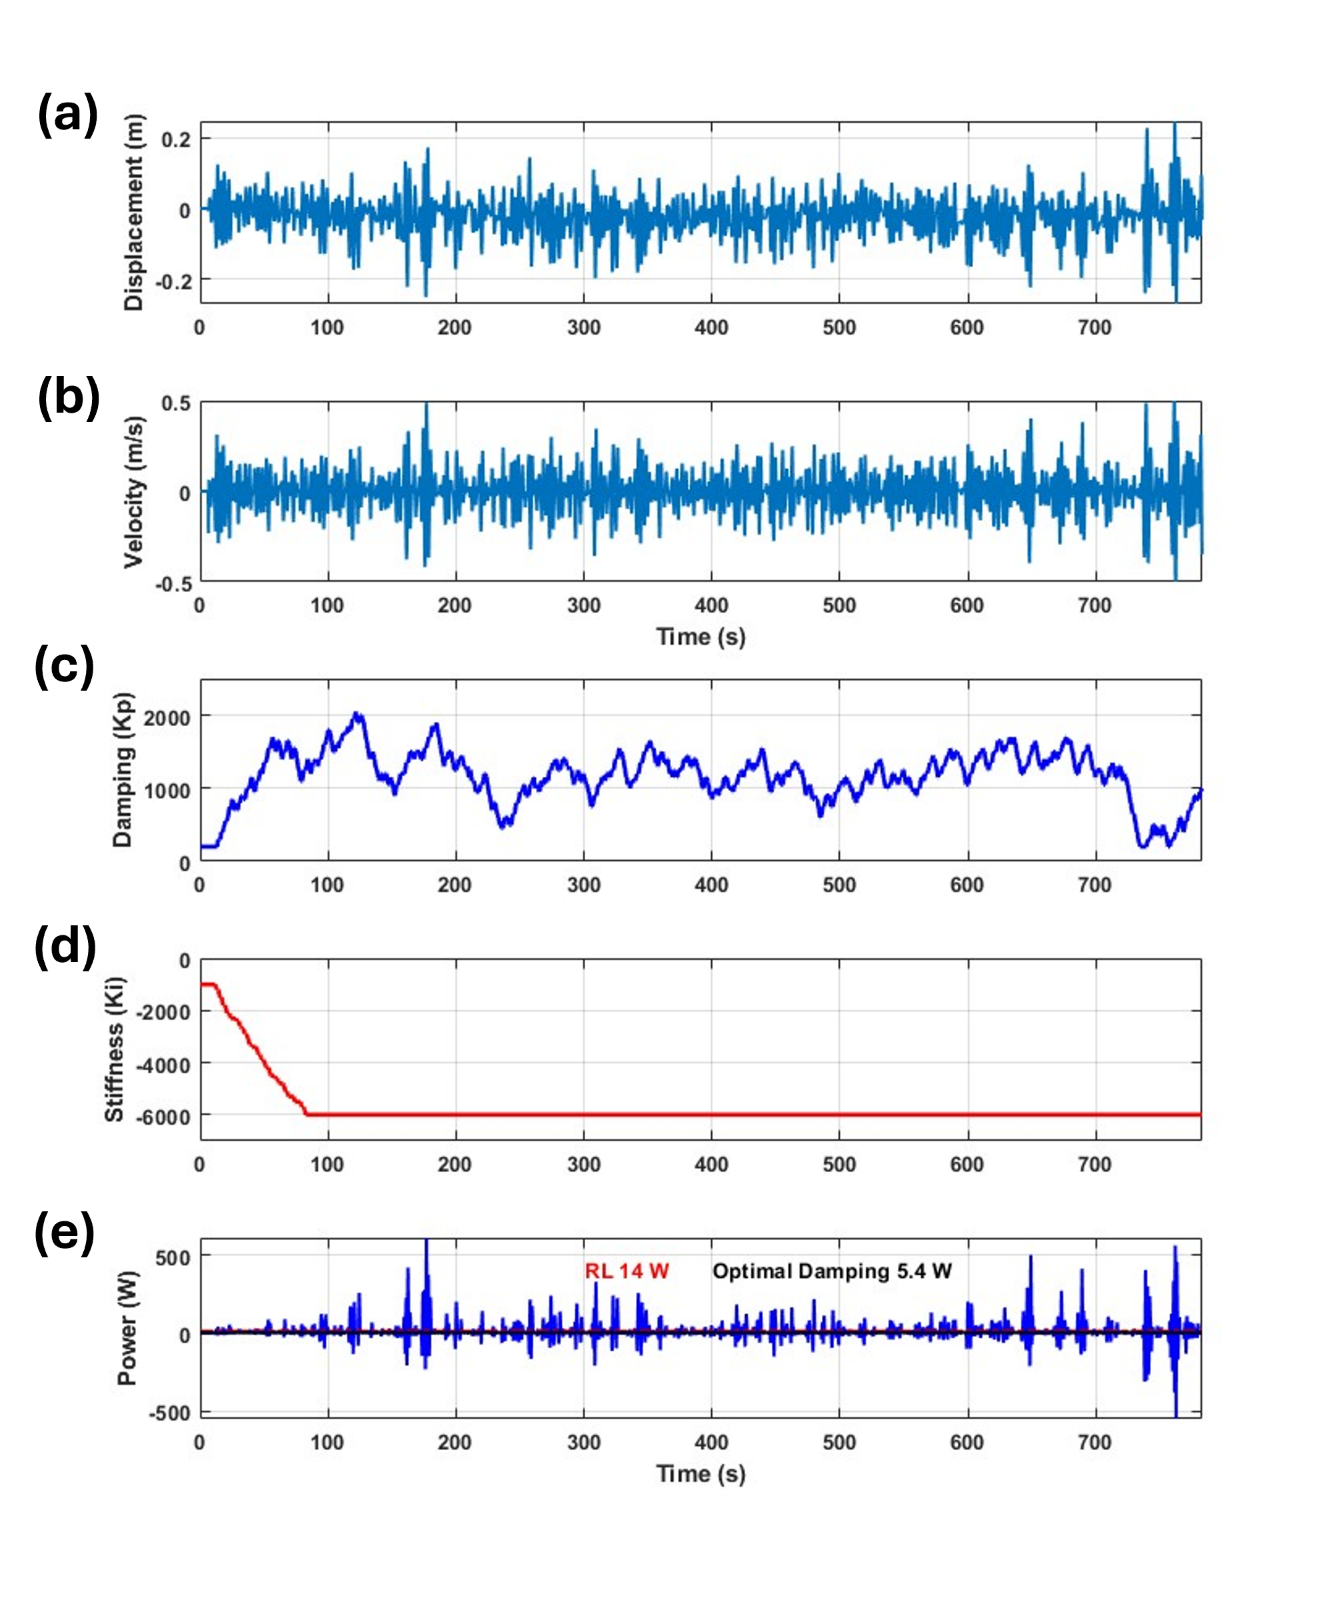 (a)
Displacement (m)
0.2
0
-0.2
0 100 200 300 400 500 600 700
(b)
Velocity (m/s)
0.5
0
-0.5
0 100 200 300 400 500 600 700
Time (s)
(c)
Damping (Kp)
2000
1000
0
0 100 200 300 400 500 600 700
(d)
Stiffness (Ki)
0
-2000
-4000
-6000
0 100 200 300 400 500 600 700
(e)
Power (W)
500
0
-500
RL 14 W Optimal Damping 5.4 W
0 100 200 300 400 500 600 700
Time (s)